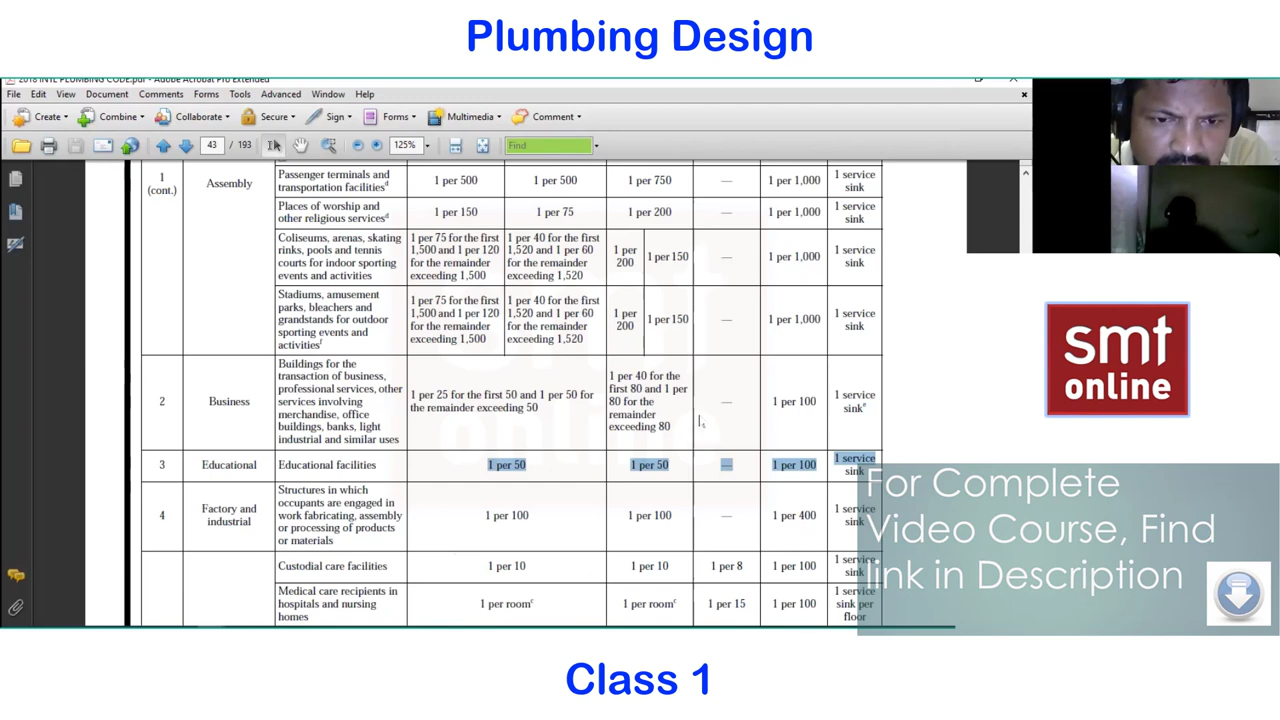 Plumbing Design
2018 INTL PLUMBING CODE.pdf - Adobe Acrobat Pro Extended
File Edit View Document Comments Forms Tools Advanced Window Help
Create Combine Collaborate Secure Sign Forms Multimedia Comment
43 / 193 125% Find
1
(cont.)
Assembly
Passenger terminals and
transportation facilitiesᵈ
1 per 500
1 per 500
1 per 750
—
1 per 1,000
1 service
sink
Places of worship and
other religious servicesᵈ
1 per 150
1 per 75
1 per 200
—
1 per 1,000
1 service
sink
Coliseums, arenas, skating
rinks, pools and tennis
courts for indoor sporting
events and activities
1 per 75 for the first
1,500 and 1 per 120
for the remainder
exceeding 1,500
1 per 40 for the first
1,520 and 1 per 60
for the remainder
exceeding 1,520
1 per
200
1 per 150
—
1 per 1,000
1 service
sink
Stadiums, amusement
parks, bleachers and
grandstands for outdoor
sporting events and
activitiesᶠ
1 per 75 for the first
1,500 and 1 per 120
for the remainder
exceeding 1,500
1 per 40 for the first
1,520 and 1 per 60
for the remainder
exceeding 1,520
1 per
200
1 per 150
—
1 per 1,000
1 service
sink
2
Business
Buildings for the
transaction of business,
professional services, other
services involving
merchandise, office
buildings, banks, light
industrial and similar uses
1 per 25 for the first 50 and 1 per 50 for
the remainder exceeding 50
1 per 40 for the
first 80 and 1 per
80 for the
remainder
exceeding 80
—
1 per 100
1 service
sinkᵉ
3
Educational
Educational facilities
1 per 50
1 per 50
—
1 per 100
1 service
sink
4
Factory and
industrial
Structures in which
occupants are engaged in
work fabricating, assembly
or processing of products
or materials
1 per 100
1 per 100
—
1 per 400
1 service
sink
Custodial care facilities
1 per 10
1 per 10
1 per 8
1 per 100
1 service
sink
Medical care recipients in
hospitals and nursing
homes
1 per roomᶜ
1 per roomᶜ
1 per 15
1 per 100
1 service
sink per
floor
smt
online
smt
online
For Complete
Video Course, Find
link in Description
Class 1